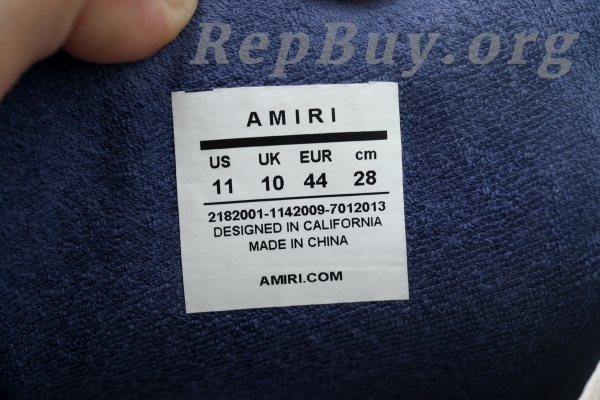 RepBuy.org
AMIRI
US UK EUR cm
11 10 44 28
2182001-1142009-7012013
DESIGNED IN CALIFORNIA
MADE IN CHINA
AMIRI.COM